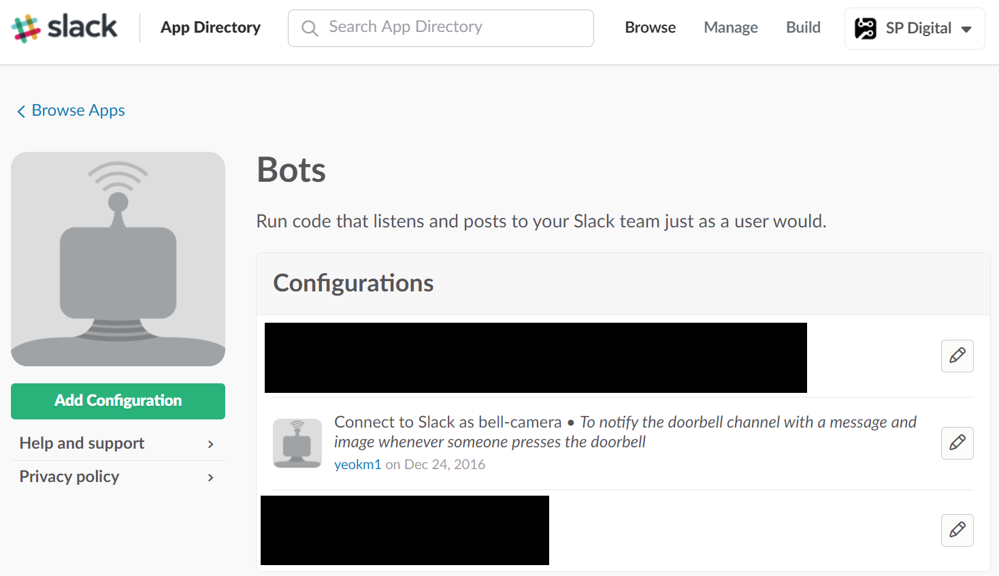 slack
App Directory
Search App Directory
Browse
Manage
Build
SP Digital
Browse Apps
Bots
Run code that listens and posts to your Slack team just as a user would.
Configurations
Add Configuration
Help and support
Privacy policy
Connect to Slack as bell-camera • To notify the doorbell channel with a message and
image whenever someone presses the doorbell
yeokm1 on Dec 24, 2016